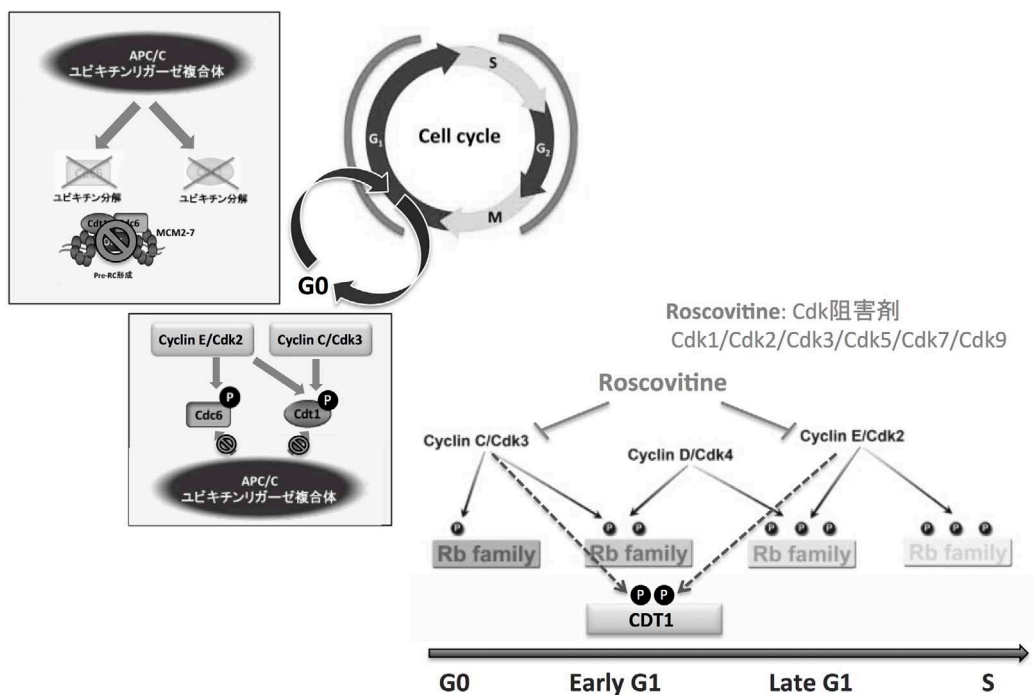 APC/C
ユビキチンリガーゼ複合体
ユビキチン分解
ユビキチン分解
Cdt1
Cdc6
MCM2-7
Pre-RC形成
S
G1
Cell cycle
G2
M
G0
Cyclin E/Cdk2
Cyclin C/Cdk3
P
P
Cdc6
Cdt1
APC/C
ユビキチンリガーゼ複合体
Roscovitine: Cdk阻害剤
Cdk1/Cdk2/Cdk3/Cdk5/Cdk7/Cdk9
Roscovitine
Cyclin C/Cdk3
Cyclin D/Cdk4
Cyclin E/Cdk2
P
P P
P P P
P P P
Rb family
Rb family
Rb family
Rb family
P P
CDT1
G0
Early G1
Late G1
S